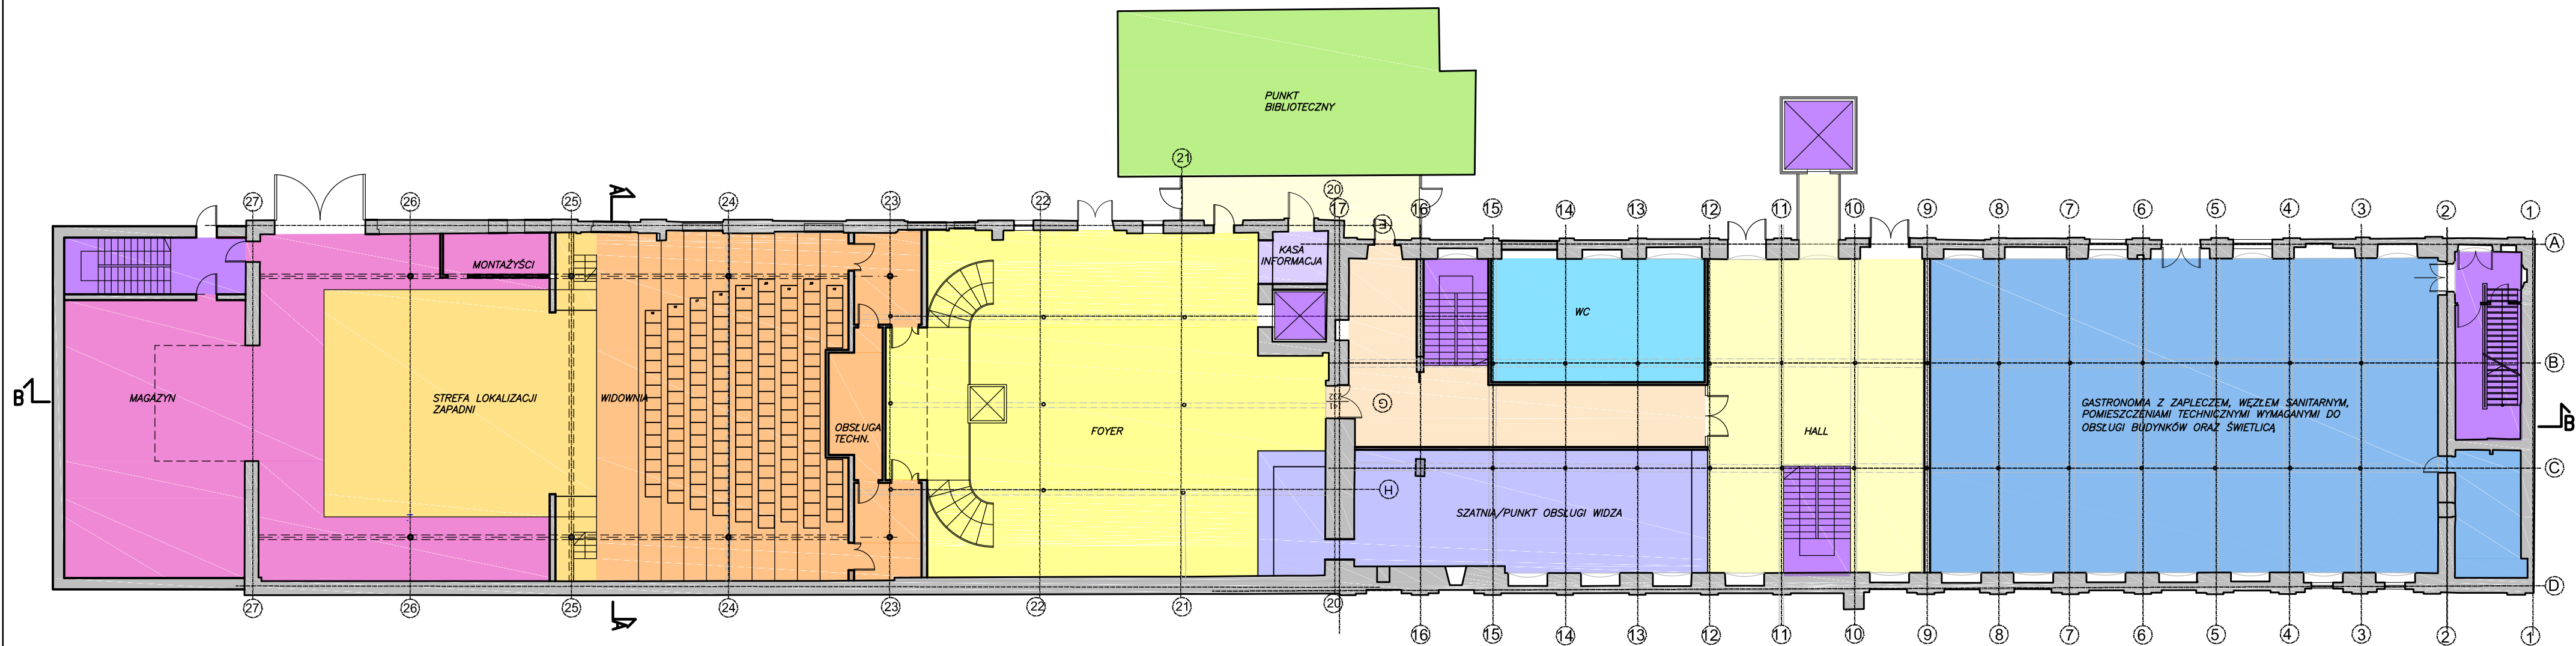 PUNKT
BIBLIOTECZNY
21
20
27
26
25
A
24
23
22
17
E
16
15
14
13
12
11
10
9
8
7
6
5
4
3
2
1
A
KASA
INFORMACJA
MONTAŻYŚCI
WC
B
B
MAGAZYN
STREFA LOKALIZACJI
ZAPADNI
WIDOWNIA
OBSŁUGA
TECHN.
FOYER
232
141
G
HALL
GASTRONOMIA Z ZAPLECZEM, WĘZŁEM SANITARNYM,
POMIESZCZENIAMI TECHNICZNYMI WYMAGANYMI DO
OBSŁUGI BUDYNKÓW ORAZ ŚWIETLICĄ
B
C
H
SZATNIA/PUNKT OBSŁUGI WIDZA
D
27
26
25
A
24
23
22
21
20
16
15
14
13
12
11
10
9
8
7
6
5
4
3
2
1